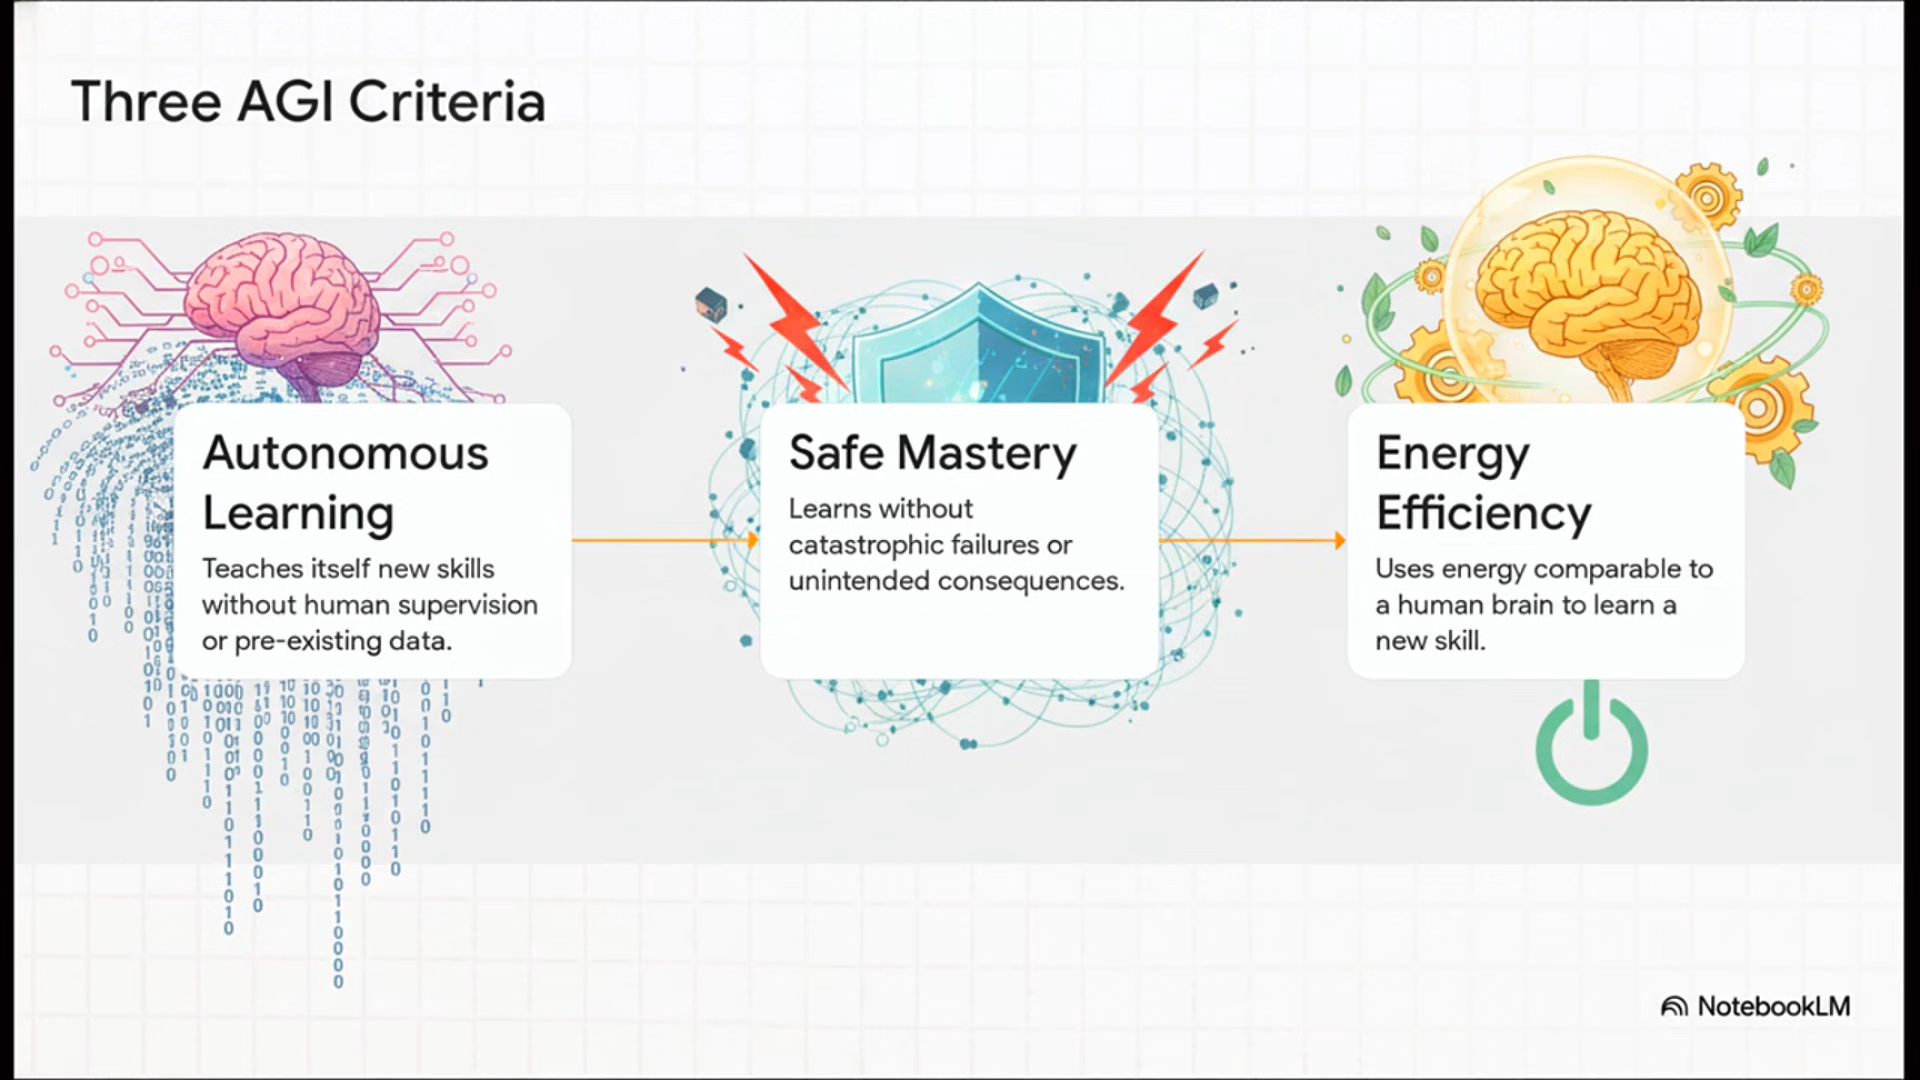 Three AGI Criteria
Autonomous
Learning
Teaches itself new skills
without human supervision
or pre-existing data.
Safe Mastery
Learns without
catastrophic failures or
unintended consequences.
Energy
Efficiency
Uses energy comparable to
a human brain to learn a
new skill.
NotebookLM